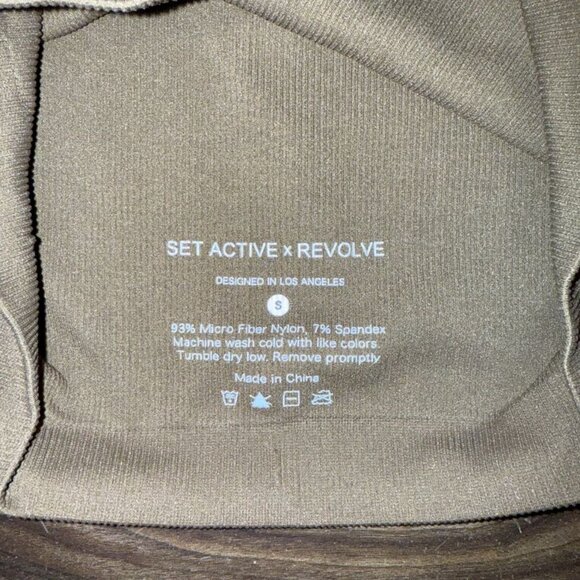 SET ACTIVE x REVOLVE
DESIGNED IN LOS ANGELES
S
93% Micro Fiber Nylon, 7% Spandex
Machine wash cold with like colors.
Tumble dry low. Remove promptly
Made in China